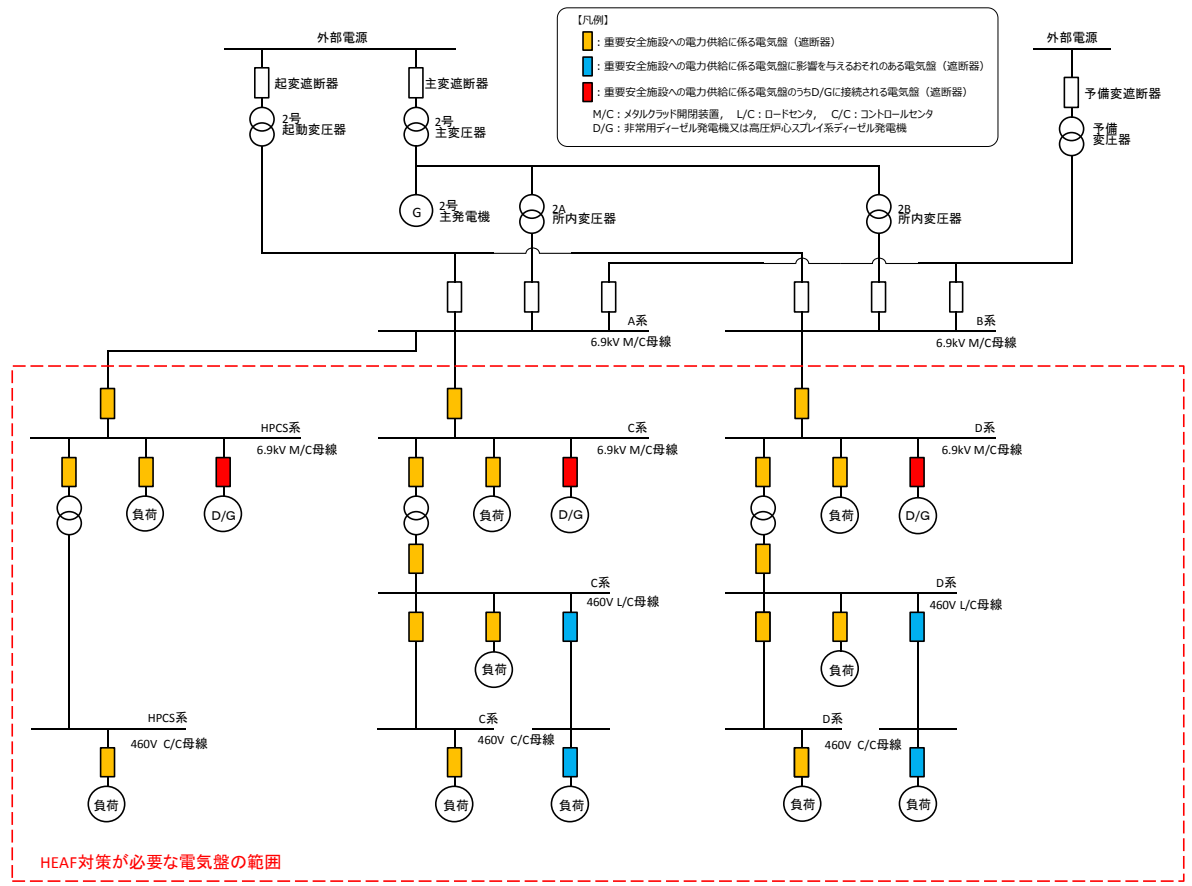 外部電源
【凡例】
：重要安全施設への電力供給に係る電気盤（遮断器）
：重要安全施設への電力供給に係る電気盤に影響を与えるおそれのある電気盤（遮断器）
：重要安全施設への電力供給に係る電気盤のうちD/Gに接続される電気盤（遮断器）
M/C：メタルクラッド開閉装置， L/C：ロードセンタ， C/C：コントロールセンタ
D/G：非常用ディーゼル発電機又は高圧炉心スプレイ系ディーゼル発電機
外部電源
起変遮断器
主変遮断器
予備変遮断器
2号
起動変圧器
2号
主変圧器
予備
変圧器
G
2号
主発電機
2A
所内変圧器
2B
所内変圧器
A系
6.9kV M/C母線
B系
6.9kV M/C母線
HPCS系
6.9kV M/C母線
C系
6.9kV M/C母線
D系
6.9kV M/C母線
負荷
D/G
負荷
D/G
負荷
D/G
C系
460V L/C母線
D系
460V L/C母線
負荷
負荷
HPCS系
460V C/C母線
C系
460V C/C母線
D系
460V C/C母線
負荷
負荷
負荷
負荷
負荷
HEAF対策が必要な電気盤の範囲